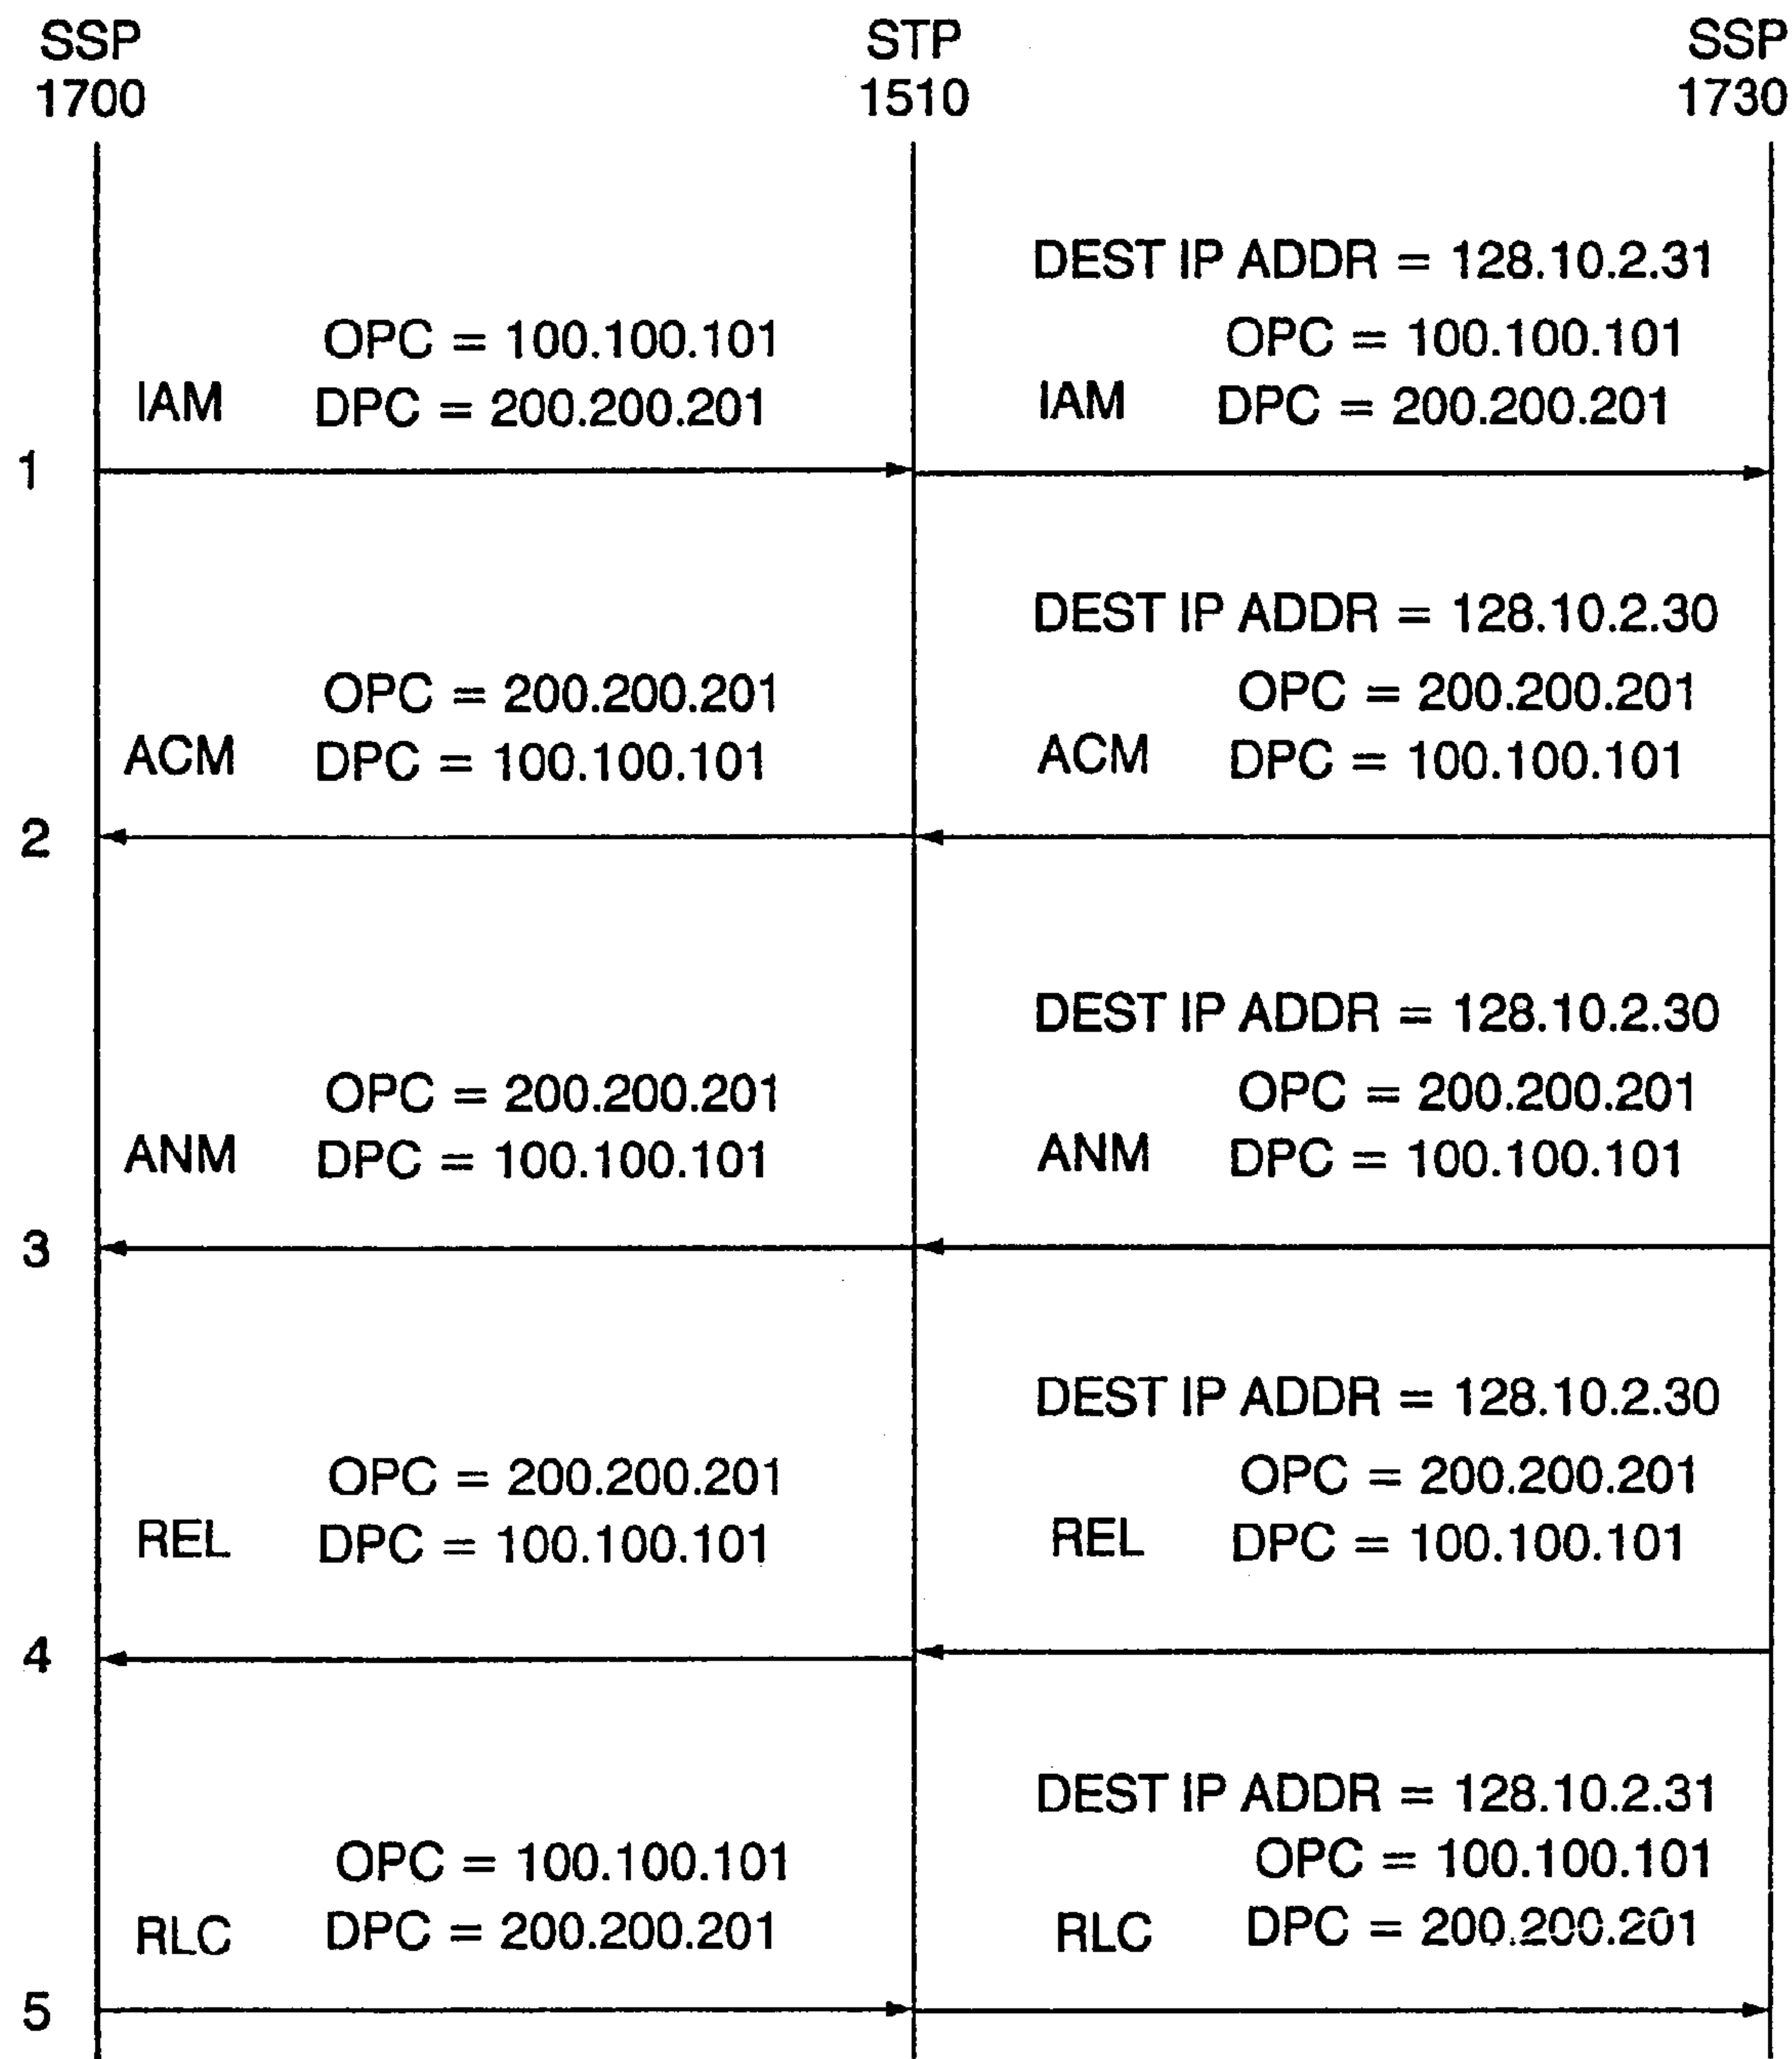 SSP STP SSP
1700 1510 1730
DEST IP ADDR = 128.10.2.31
OPC = 100.100.101 OPC = 100.100.101
IAM DPC = 200.200.201 IAM DPC = 200.200.201
1
DEST IP ADDR = 128.10.2.30
OPC = 200.200.201 OPC = 200.200.201
ACM DPC = 100.100.101 ACM DPC = 100.100.101
2
DEST IP ADDR = 128.10.2.30
OPC = 200.200.201 OPC = 200.200.201
ANM DPC = 100.100.101 ANM DPC = 100.100.101
3
DEST IP ADDR = 128.10.2.30
OPC = 200.200.201 OPC = 200.200.201
REL DPC = 100.100.101 REL DPC = 100.100.101
4
DEST IP ADDR = 128.10.2.31
OPC = 100.100.101 OPC = 100.100.101
RLC DPC = 200.200.201 RLC DPC = 200.200.201
5